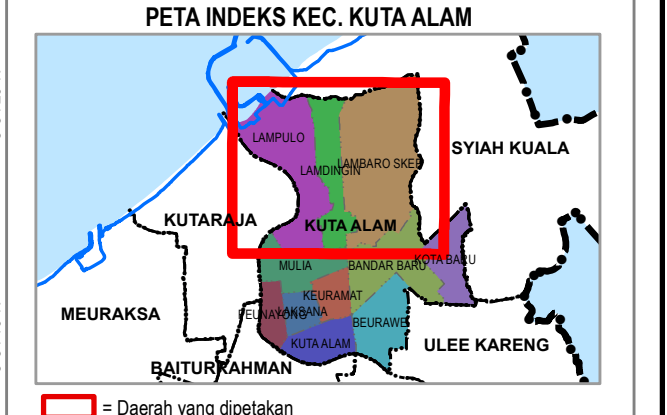 PETA INDEKS KEC. KUTA ALAM
LAMPULO
LAMDINGIN
LAMBARO SKEP
SYIAH KUALA
KUTARAJA
KUTA ALAM
MULIA
BANDAR BARU
KOTA BARU
KEURAMAT
PEUNAYONG
LAKSANA
BEURAWE
MEURAKSA
KUTA ALAM
ULEE KARENG
BAITURRAHMAN
= Daerah yang dipetakan